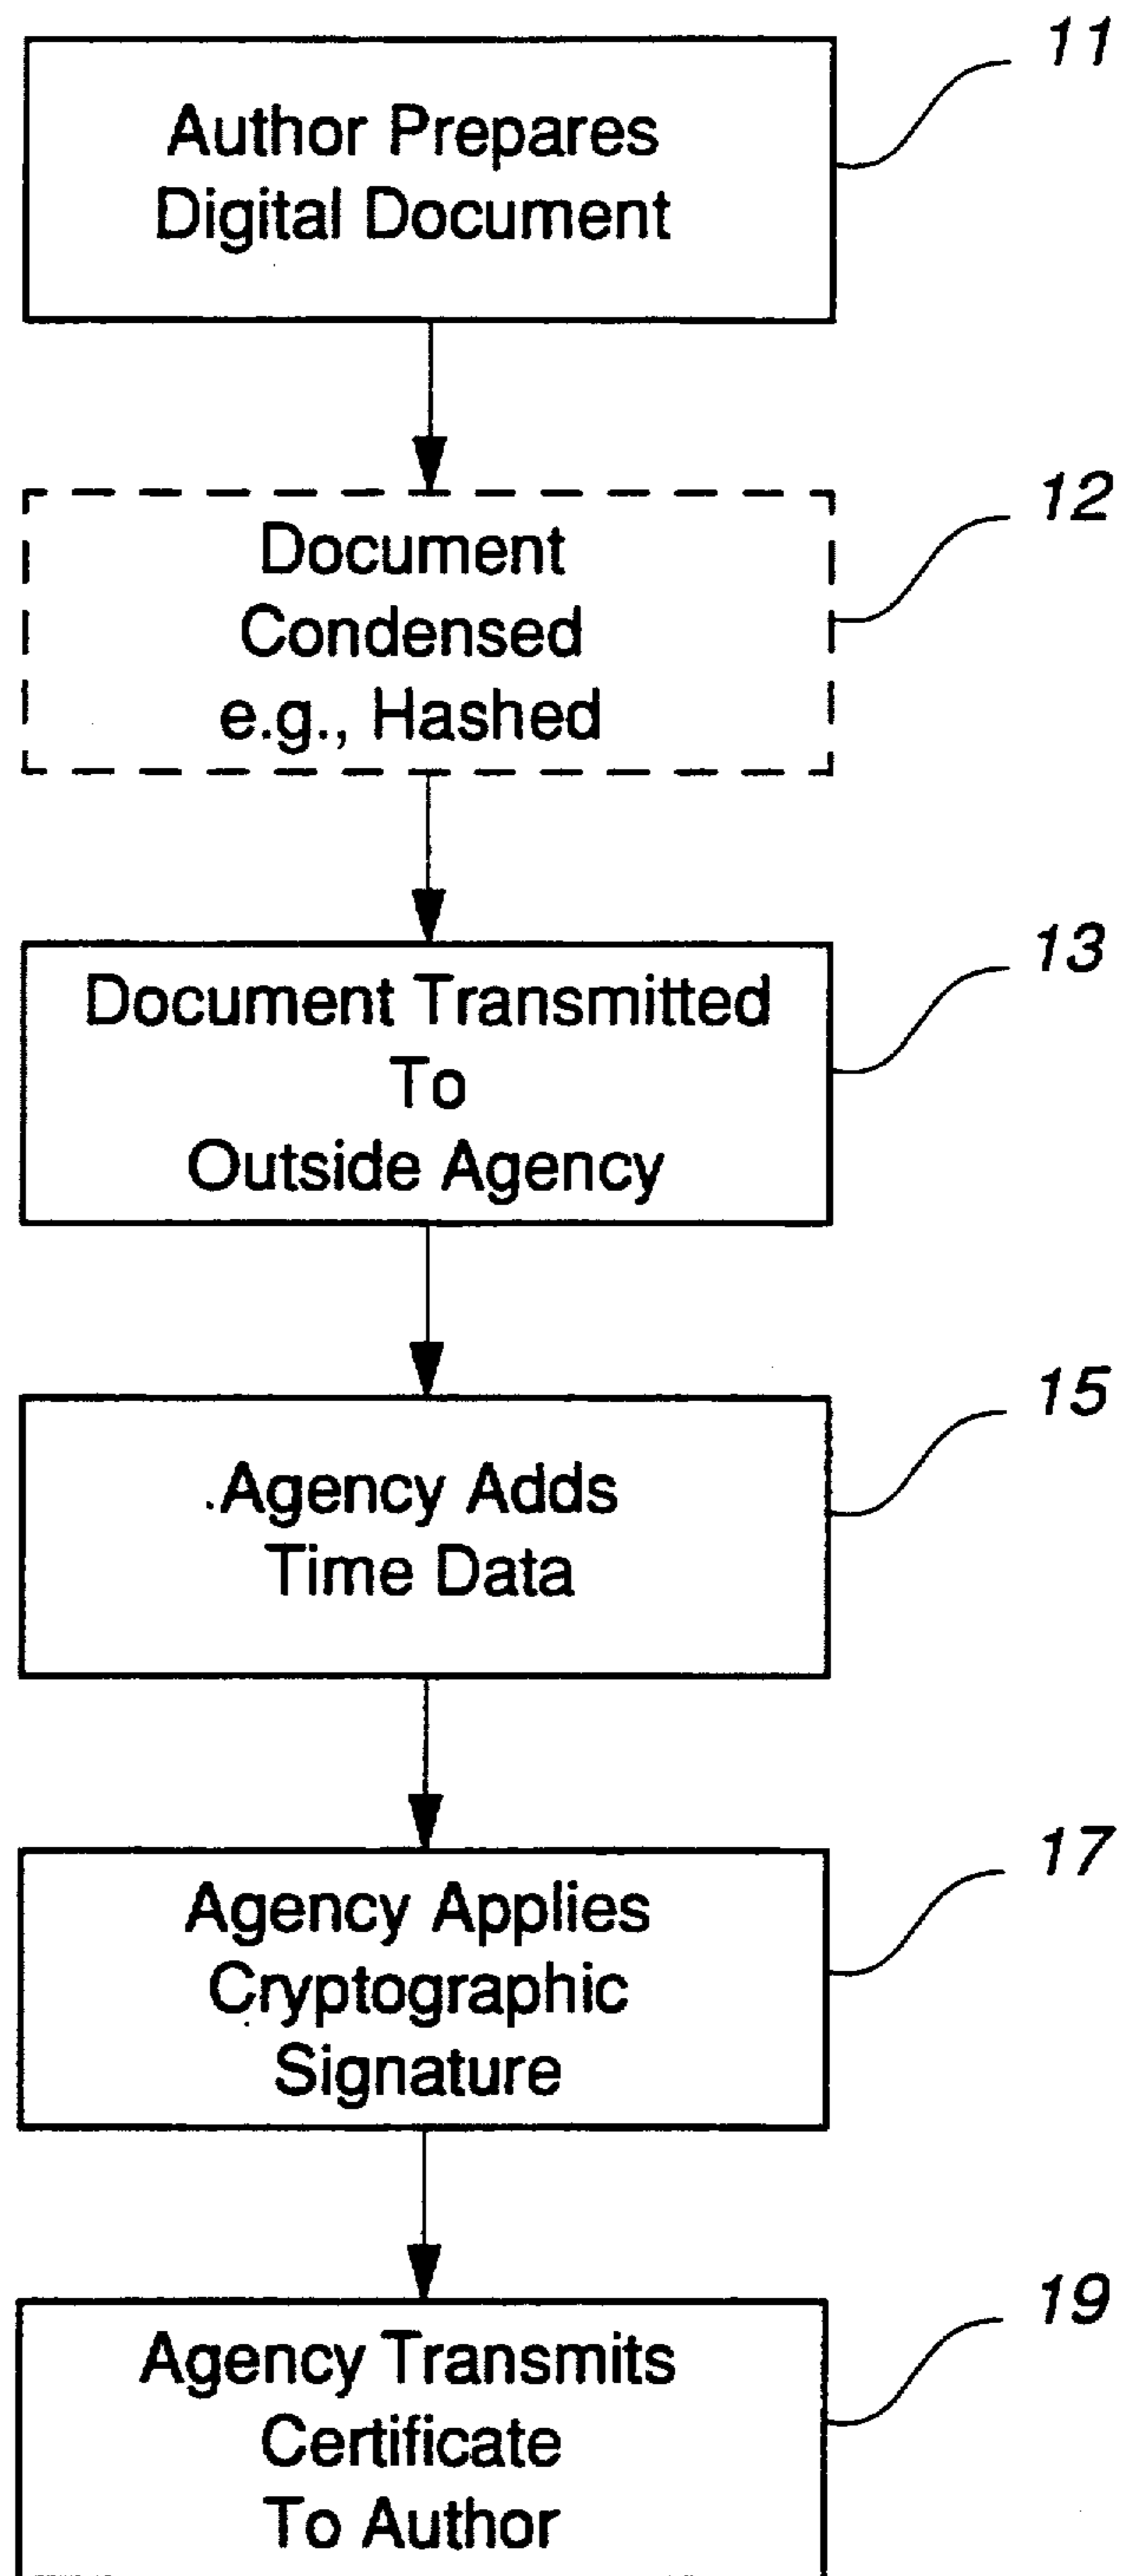 11
Author Prepares
Digital Document
12
Document
Condensed
e.g., Hashed
13
Document Transmitted
To
Outside Agency
15
Agency Adds
Time Data
17
Agency Applies
Cryptographic
Signature
19
Agency Transmits
Certificate
To Author